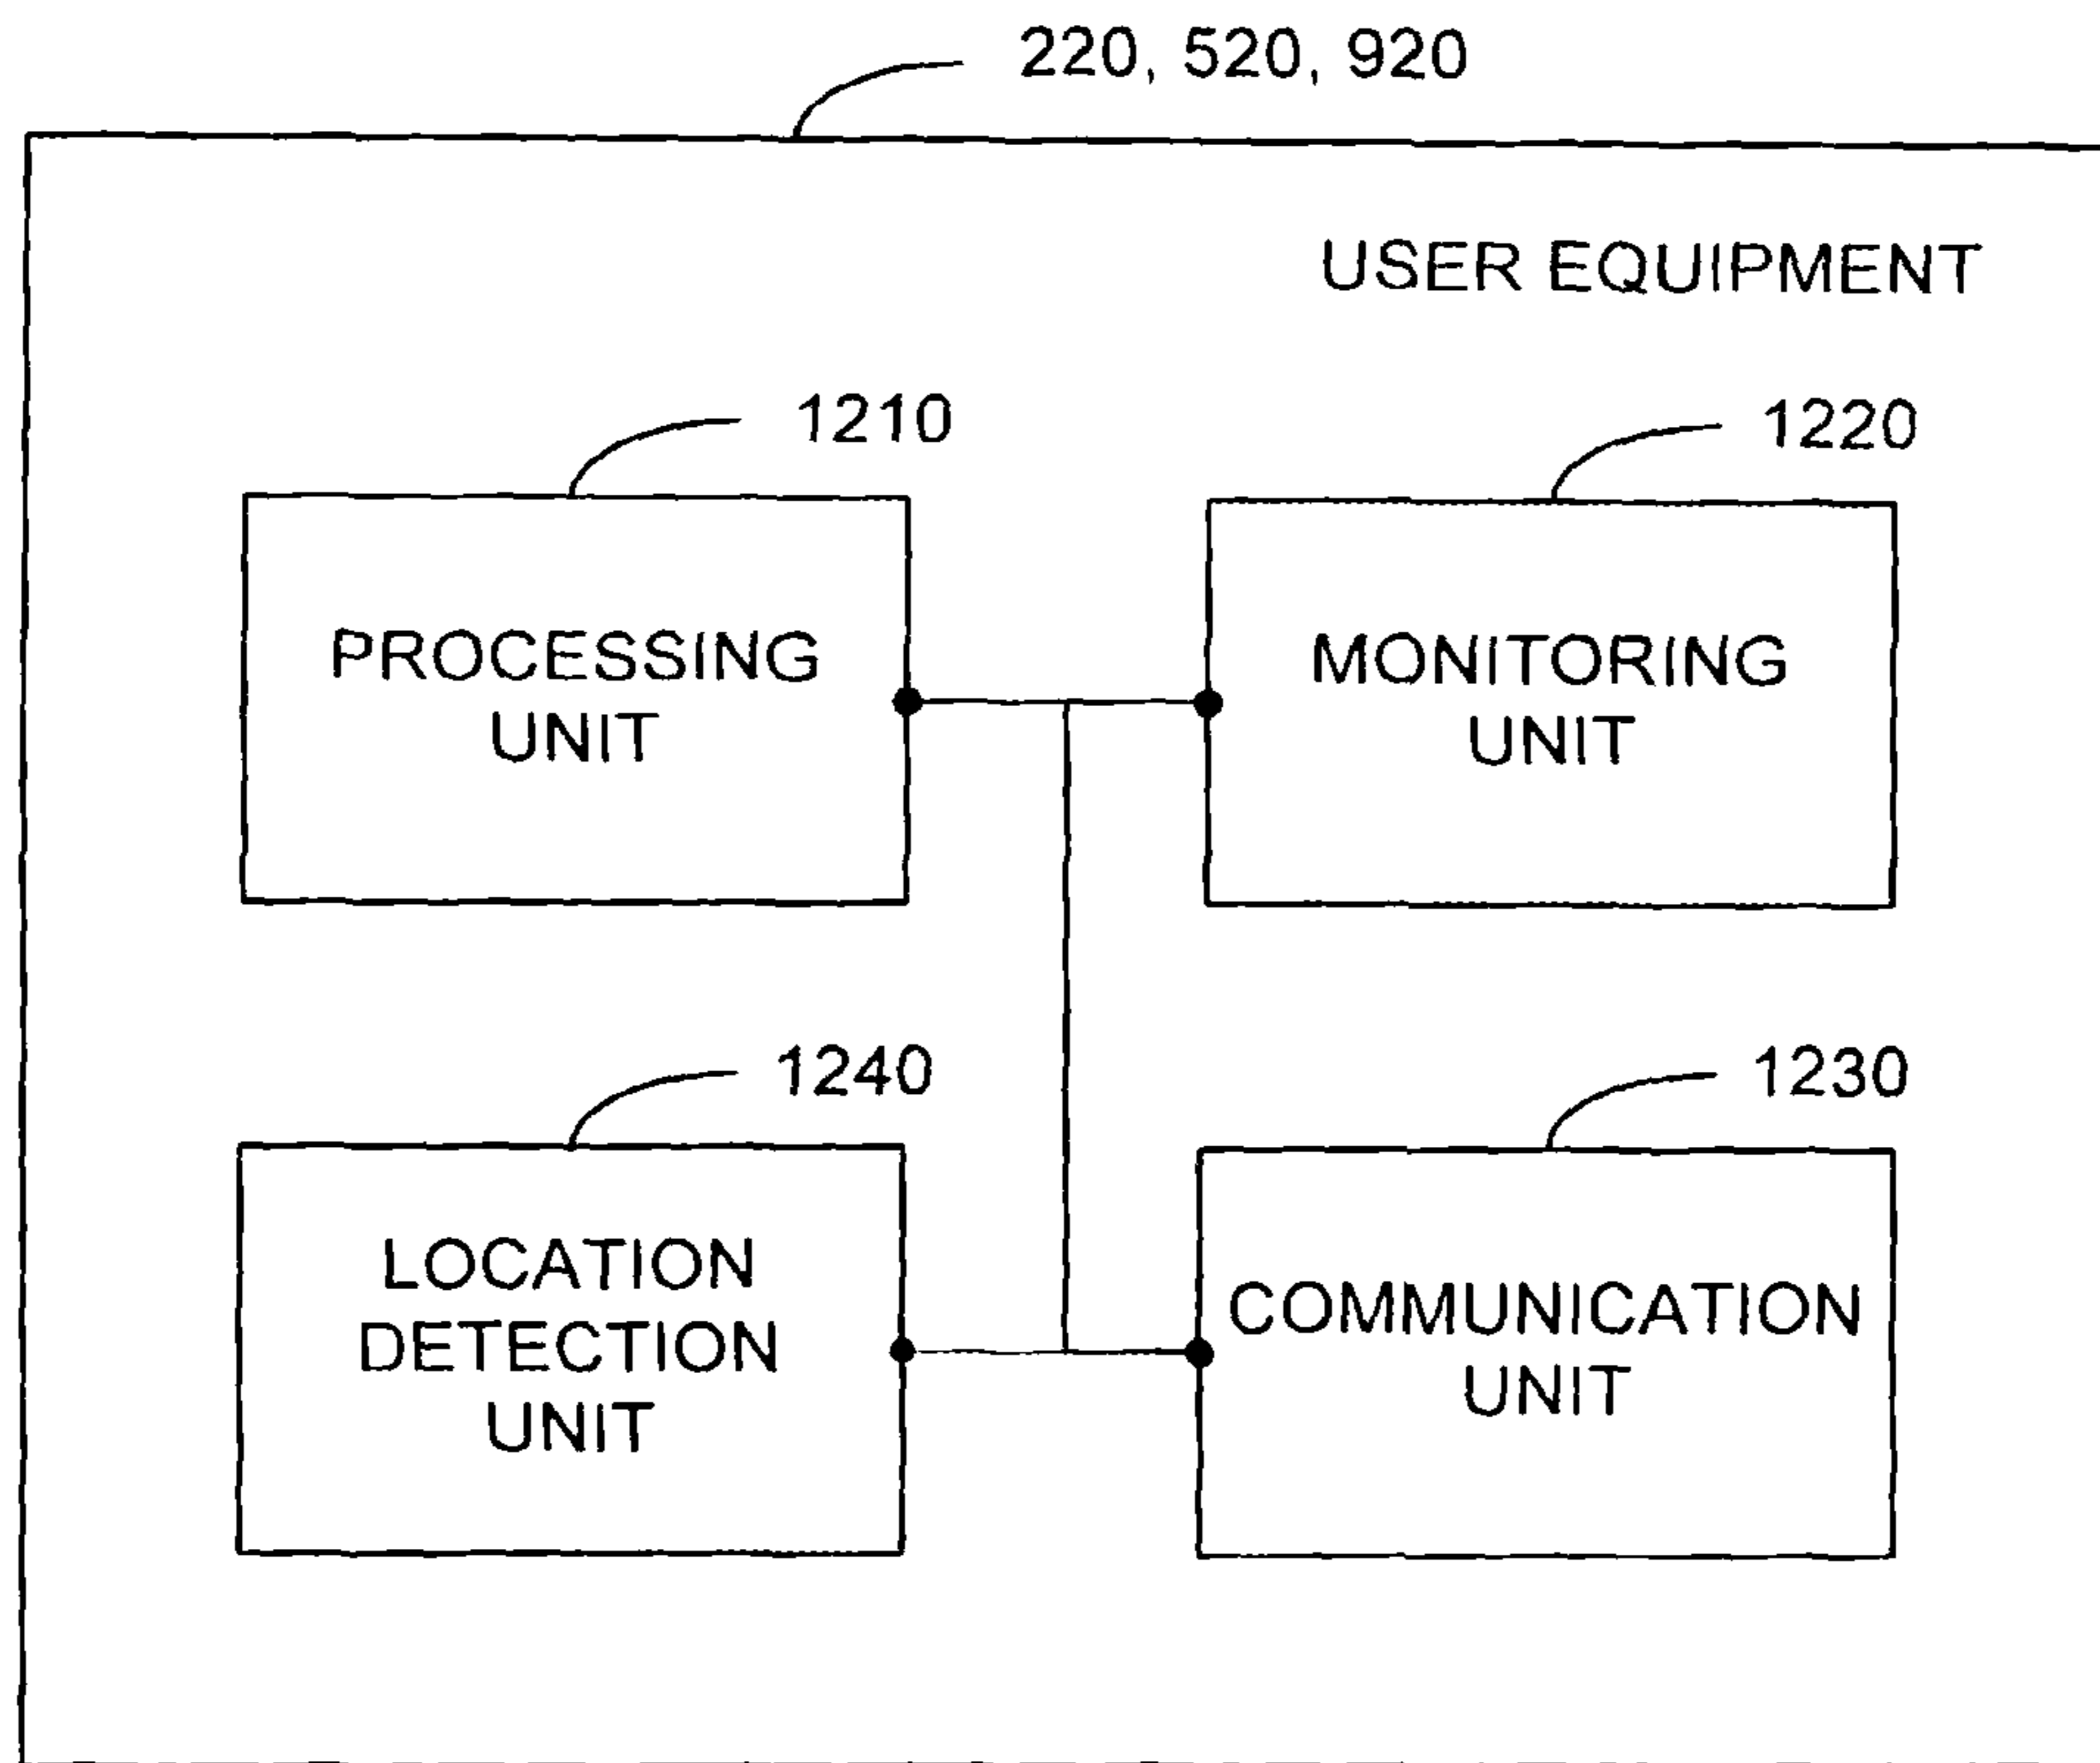 220, 520, 920
USER EQUIPMENT
1210
1220
PROCESSING
UNIT
MONITORING
UNIT
1240
1230
LOCATION
DETECTION
UNIT
COMMUNICATION
UNIT